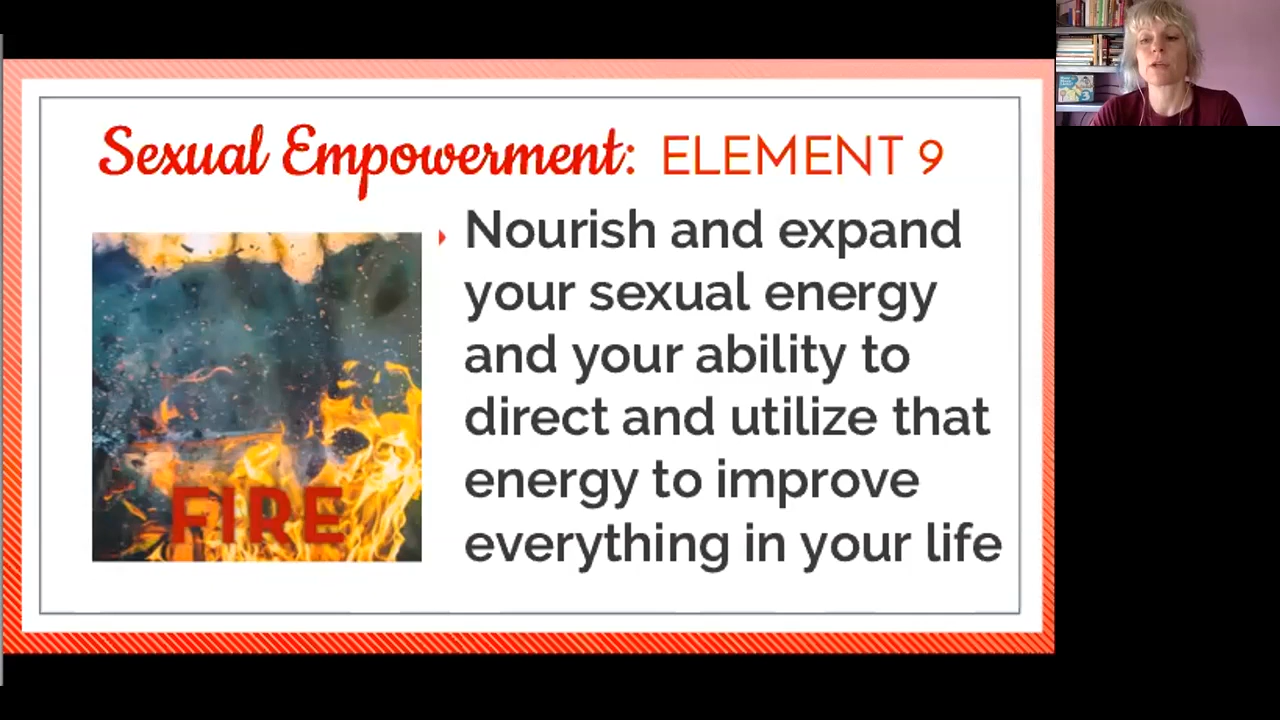 Sexual Empowerment: ELEMENT 9
Nourish and expand
your sexual energy
and your ability to
direct and utilize that
energy to improve
everything in your life
FIRE